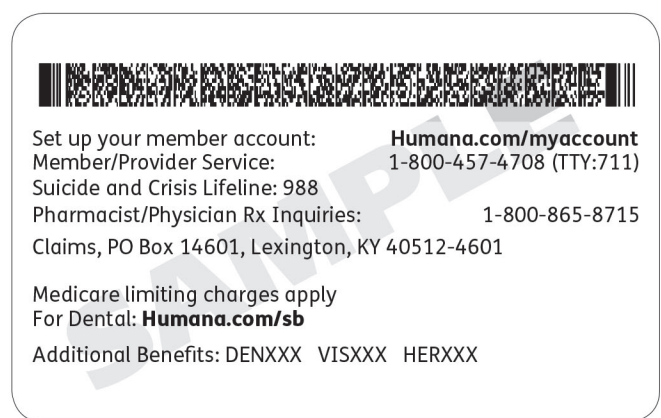 Set up your member account: Humana.com/myaccount
Member/Provider Service: 1-800-457-4708 (TTY:711)
Suicide and Crisis Lifeline: 988
Pharmacist/Physician Rx Inquiries: 1-800-865-8715
Claims, PO Box 14601, Lexington, KY 40512-4601
Medicare limiting charges apply
For Dental: Humana.com/sb
Additional Benefits: DENXXX VISXXX HERXXX
SAMPLE